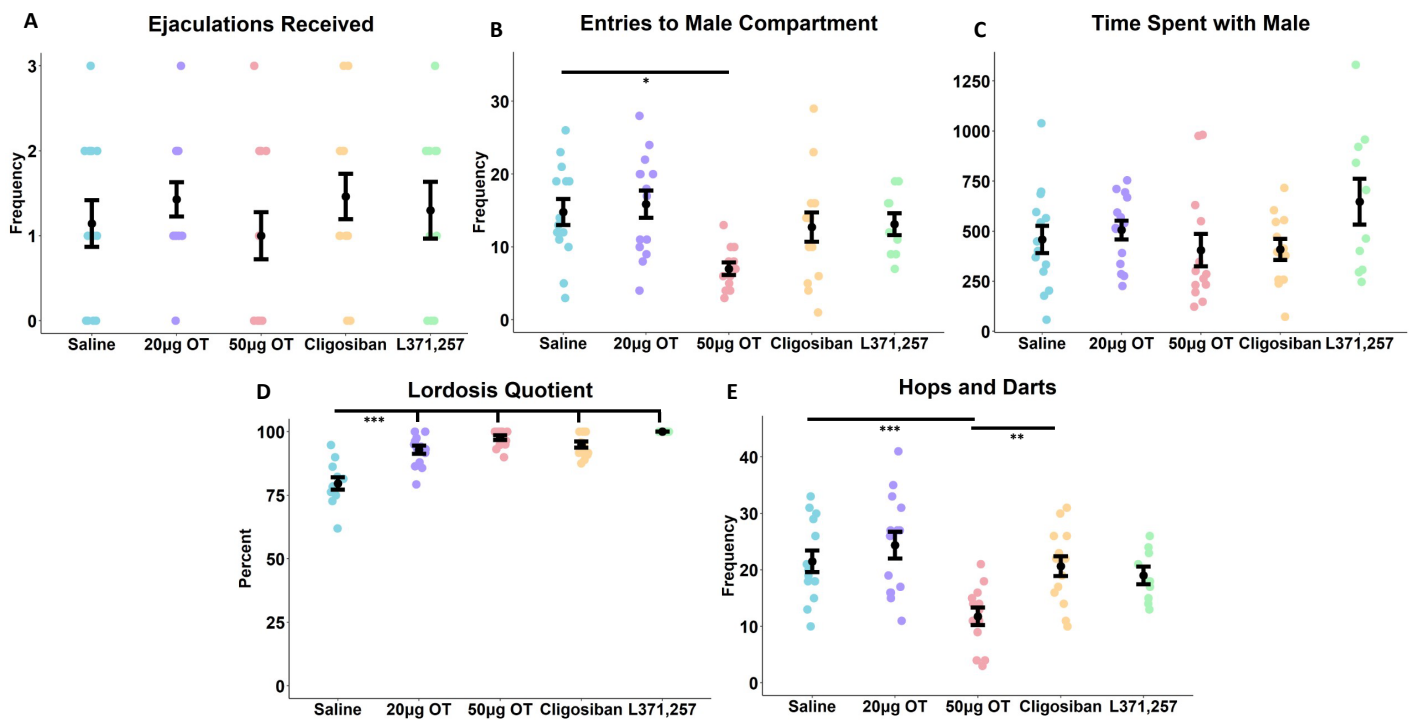 A
Ejaculations Received
Frequency
3
2
1
0
Saline 20µg OT 50µg OT Cligosiban L371,257
B
Entries to Male Compartment
*
Frequency
30
20
10
0
Saline 20µg OT 50µg OT Cligosiban L371,257
C
Time Spent with Male
1250
1000
750
500
250
0
Saline 20µg OT 50µg OT Cligosiban L371,257
D
Lordosis Quotient
***
Percent
100
75
50
25
0
Saline 20µg OT 50µg OT Cligosiban L371,257
E
Hops and Darts
***
**
Frequency
40
30
20
10
0
Saline 20µg OT 50µg OT Cligosiban L371,257